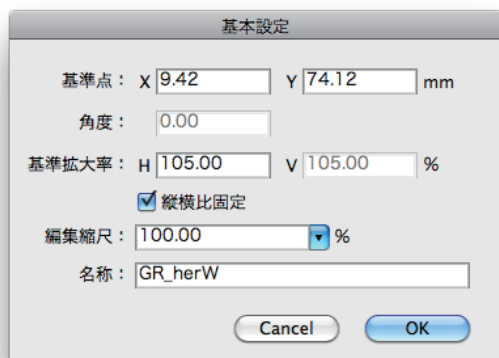 基本設定
基準点： X 9.42 Y 74.12 mm
角度： 0.00
基準拡大率： H 105.00 V 105.00 %
縦横比固定
編集縮尺： 100.00 %
名称： GR_herW
Cancel OK